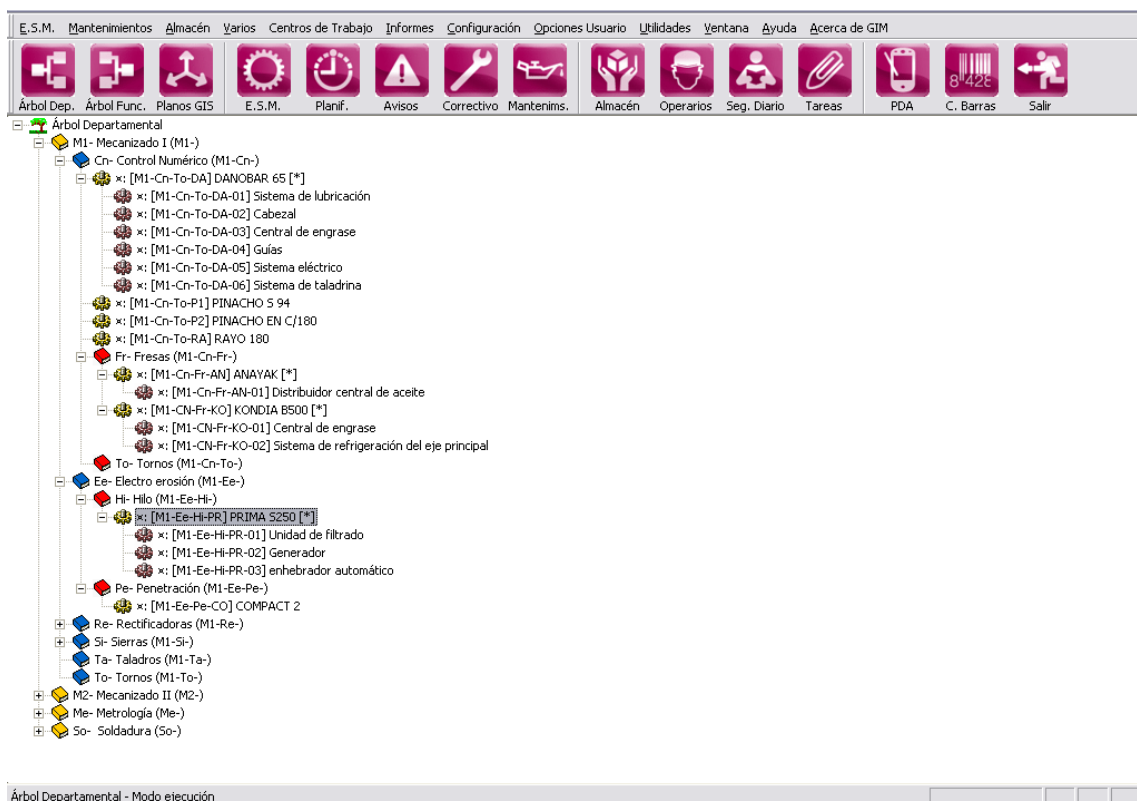 E.S.M. Mantenimientos Almacén Varios Centros de Trabajo Informes Configuración Opciones Usuario Utilidades Ventana Ayuda Acerca de GIM
8 428
Árbol Dep. Árbol Func. Planos GIS E.S.M. Planif. Avisos Correctivo Mantenims. Almacén Operarios Seg. Diario Tareas PDA C. Barras Salir
Árbol Departamental
M1- Mecanizado I (M1-)
Cn- Control Numérico (M1-Cn-)
×: [M1-Cn-To-DA] DANOBAR 65 [*]
×: [M1-Cn-To-DA-01] Sistema de lubricación
×: [M1-Cn-To-DA-02] Cabezal
×: [M1-Cn-To-DA-03] Central de engrase
×: [M1-Cn-To-DA-04] Guías
×: [M1-Cn-To-DA-05] Sistema eléctrico
×: [M1-Cn-To-DA-06] Sistema de taladrina
×: [M1-Cn-To-P1] PINACHO S 94
×: [M1-Cn-To-P2] PINACHO EN C/180
×: [M1-Cn-To-RA] RAYO 180
Fr- Fresas (M1-Cn-Fr-)
×: [M1-Cn-Fr-AN] ANAYAK [*]
×: [M1-Cn-Fr-AN-01] Distribuidor central de aceite
×: [M1-CN-Fr-KO] KONDIA B500 [*]
×: [M1-CN-Fr-KO-01] Central de engrase
×: [M1-CN-Fr-KO-02] Sistema de refrigeración del eje principal
To- Tornos (M1-Cn-To-)
Ee- Electro erosión (M1-Ee-)
Hi- Hilo (M1-Ee-Hi-)
×: [M1-Ee-Hi-PR] PRIMA S250 [*]
×: [M1-Ee-Hi-PR-01] Unidad de filtrado
×: [M1-Ee-Hi-PR-02] Generador
×: [M1-Ee-Hi-PR-03] enhebrador automático
Pe- Penetración (M1-Ee-Pe-)
×: [M1-Ee-Pe-CO] COMPACT 2
Re- Rectificadoras (M1-Re-)
Si- Sierras (M1-Si-)
Ta- Taladros (M1-Ta-)
To- Tornos (M1-To-)
M2- Mecanizado II (M2-)
Me- Metrología (Me-)
So- Soldadura (So-)
Árbol Departamental - Modo ejecución